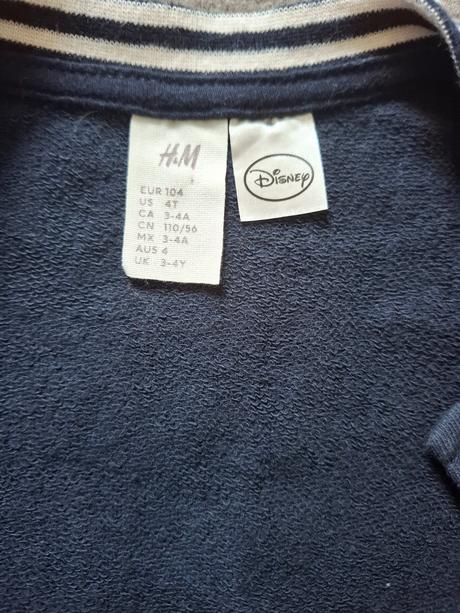 H&M
EUR 104
US 4T
CA 3-4A
CN 110/56
MX 3-4A
AUS 4
UK 3-4Y
Disney